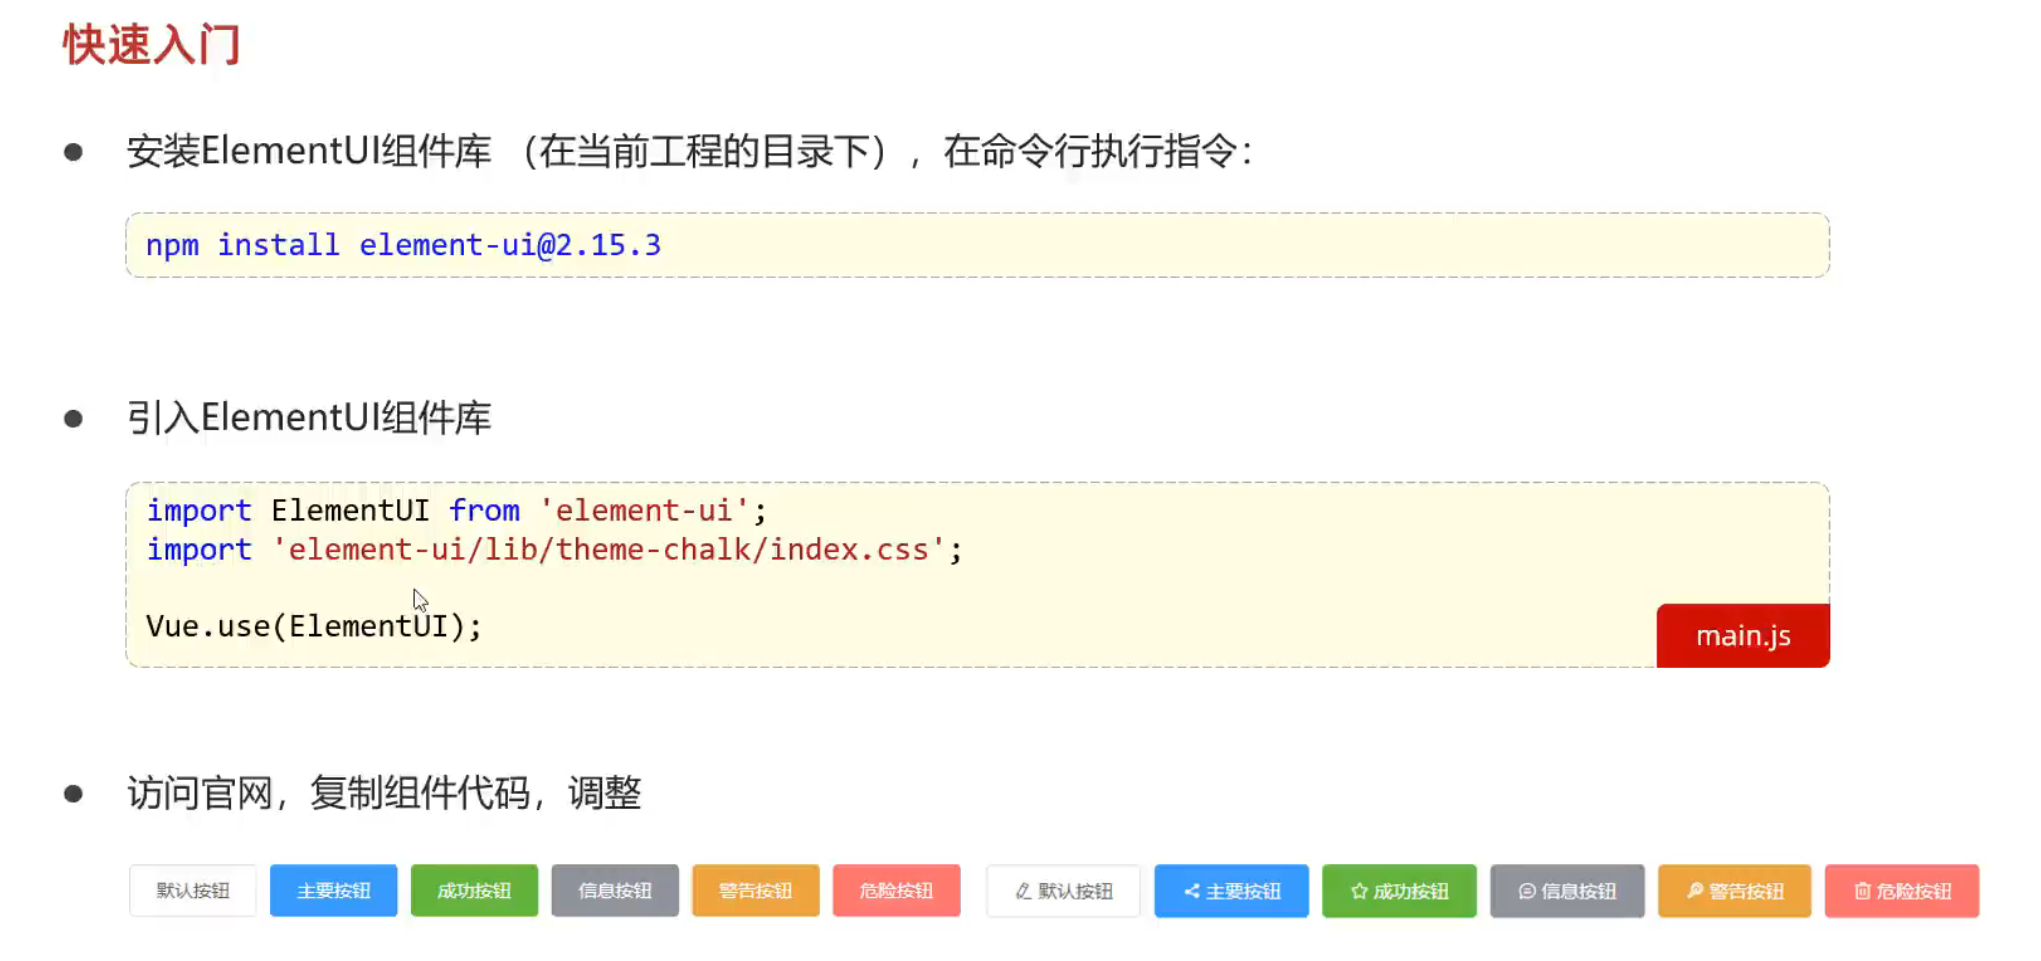 快速入门
安装ElementUI组件库 （在当前工程的目录下），在命令行执行指令：
npm install element-ui@2.15.3
引入ElementUI组件库
import ElementUI from 'element-ui';
import 'element-ui/lib/theme-chalk/index.css';
Vue.use(ElementUI);
main.js
访问官网，复制组件代码，调整
默认按钮 主要按钮 成功按钮 信息按钮 警告按钮 危险按钮 默认按钮 主要按钮 成功按钮 信息按钮 警告按钮 危险按钮